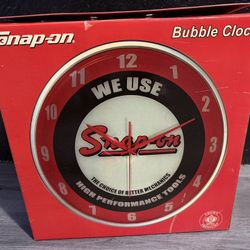 Snap-on.
Bubble Cloc
12
11
1
10
2
9
3
8
4
7
5
6
WE USE
Snap-on
THE CHOICE OF BETTER MECHANICS
HIGH PERFORMANCE TOOLS